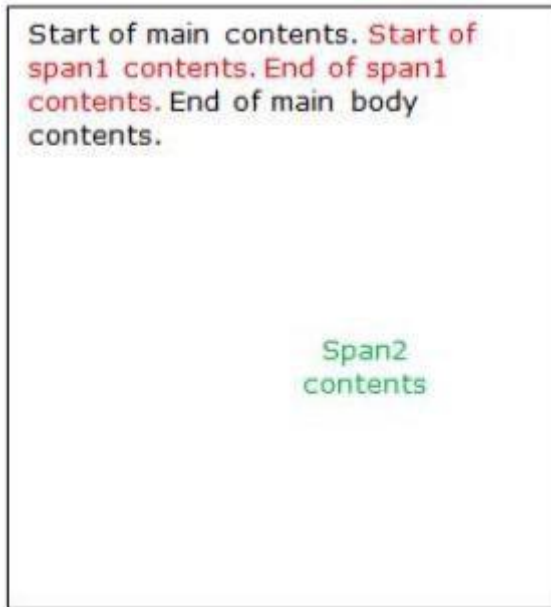 Start of main contents. Start of
span1 contents. End of span1
contents. End of main body
contents.
Span2
contents